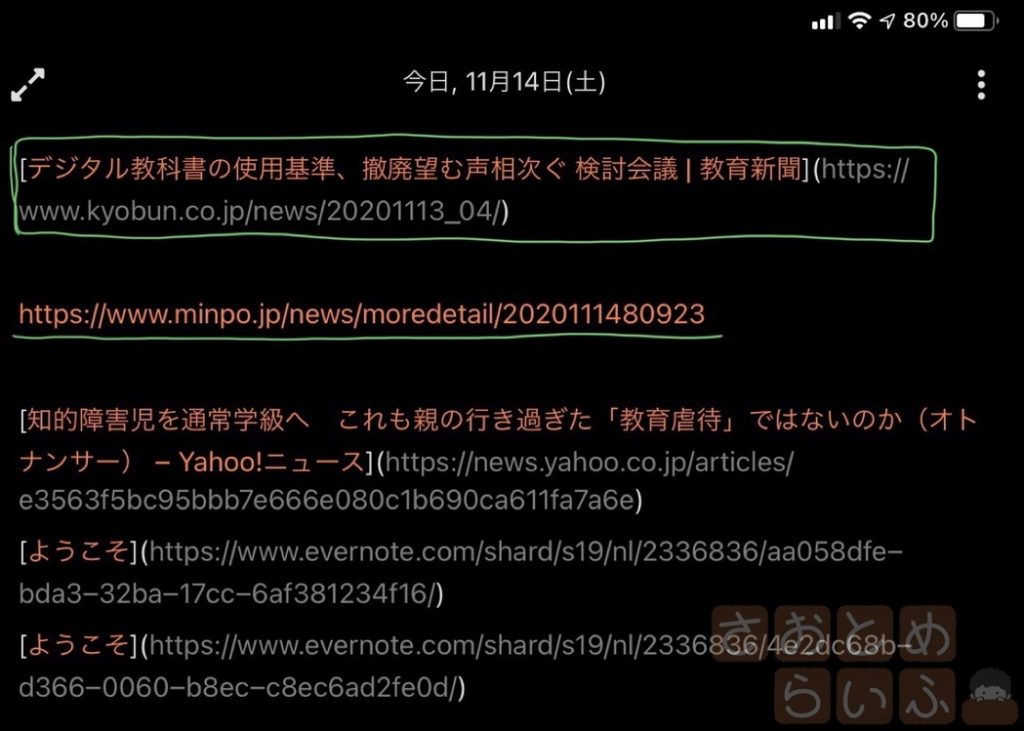 80%
今日, 11月14日(土)
[デジタル教科書の使用基準、撤廃望む声相次ぐ 検討会議 | 教育新聞](https://
www.kyobun.co.jp/news/20201113_04/)
https://www.minpo.jp/news/moredetail/2020111480923
[知的障害児を通常学級へ　これも親の行き過ぎた「教育虐待」ではないのか（オト
ナンサー） – Yahoo!ニュース](https://news.yahoo.co.jp/articles/
e3563f5bc95bbb7e666e080c1b690ca611fa7a6e)
[ようこそ](https://www.evernote.com/shard/s19/nl/2336836/aa058dfe–
bda3–32ba–17cc–6af381234f16/)
[ようこそ](https://www.evernote.com/shard/s19/nl/2336836/4e2dc68b–
d366–0060–b8ec–c8ec6ad2fe0d/)
さおとめ
らいふ